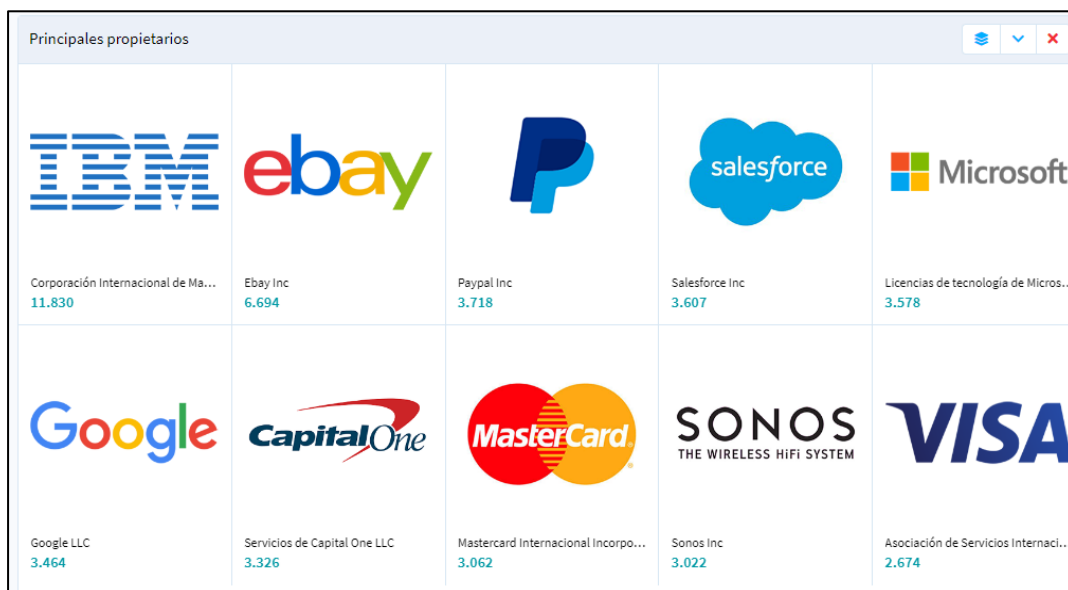 Principales propietarios
IBM
ebay
salesforce
Microsoft
Corporación Internacional de Ma...
Ebay Inc
Paypal Inc
Salesforce Inc
Licencias de tecnología de Micros...
11.830
6.694
3.718
3.607
3.578
Google
Capital One
MasterCard
SONOS
THE WIRELESS HiFi SYSTEM
VISA
Google LLC
Servicios de Capital One LLC
Mastercard Internacional Incorpo...
Sonos Inc
Asociación de Servicios Internaci...
3.464
3.326
3.062
3.022
2.674